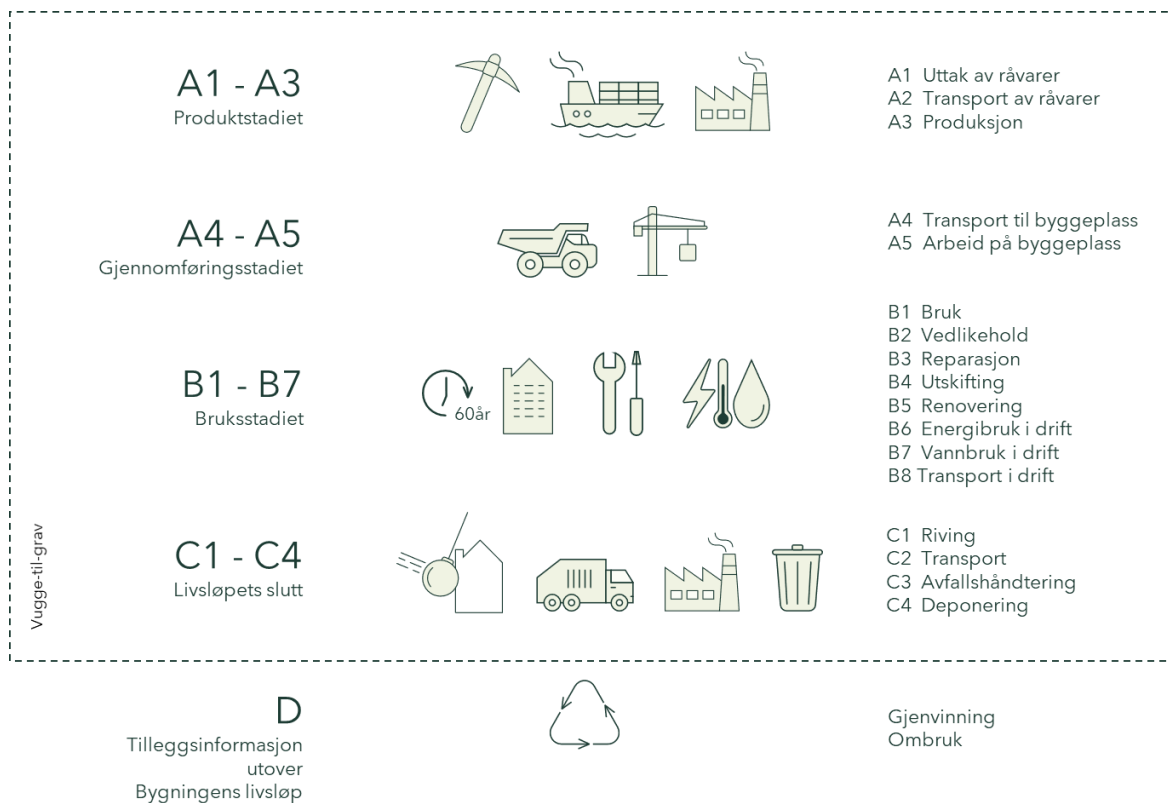 A1 - A3
Produktstadiet
A1 Uttak av råvarer
A2 Transport av råvarer
A3 Produksjon
A4 - A5
Gjennomføringsstadiet
A4 Transport til byggeplass
A5 Arbeid på byggeplass
B1 - B7
Bruksstadiet
60år
B1 Bruk
B2 Vedlikehold
B3 Reparasjon
B4 Utskifting
B5 Renovering
B6 Energibruk i drift
B7 Vannbruk i drift
B8 Transport i drift
Vugge-til-grav
C1 - C4
Livsløpets slutt
C1 Riving
C2 Transport
C3 Avfallshåndtering
C4 Deponering
D
Tilleggsinformasjon
utover
Bygningens livsløp
Gjenvinning
Ombruk